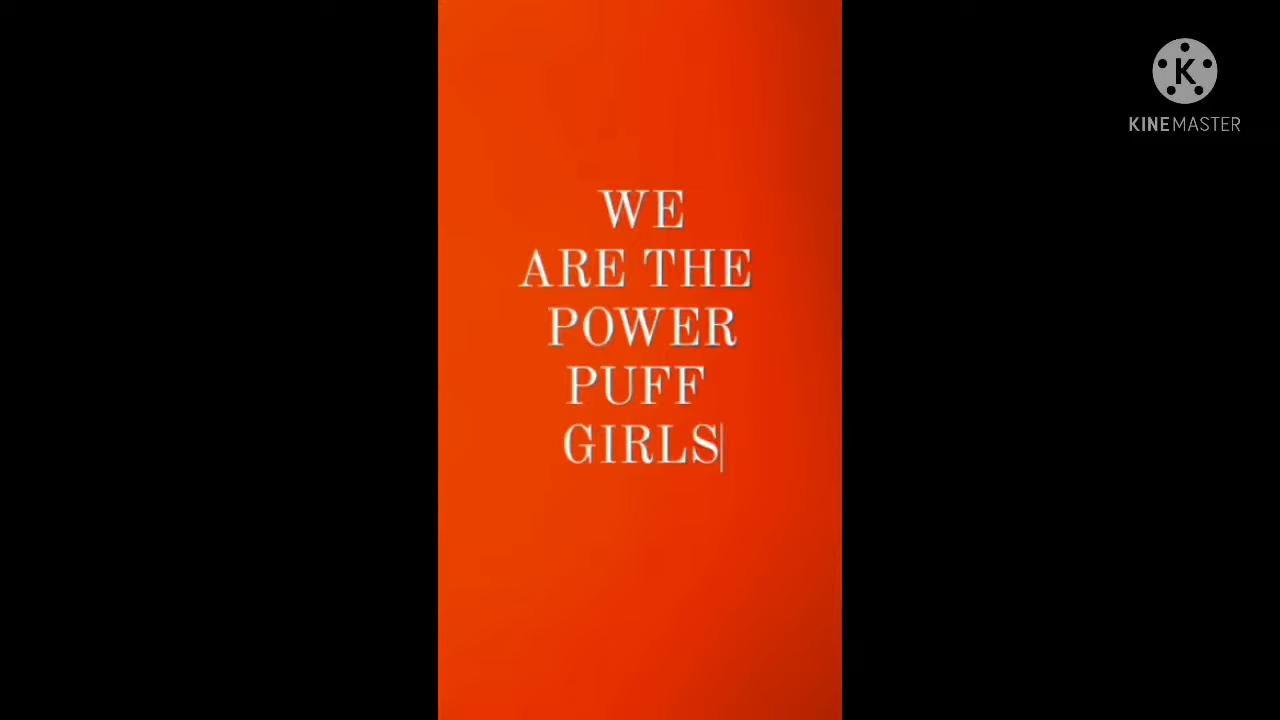 WE
ARE THE
POWER
PUFF
GIRLS
K
KINEMASTER